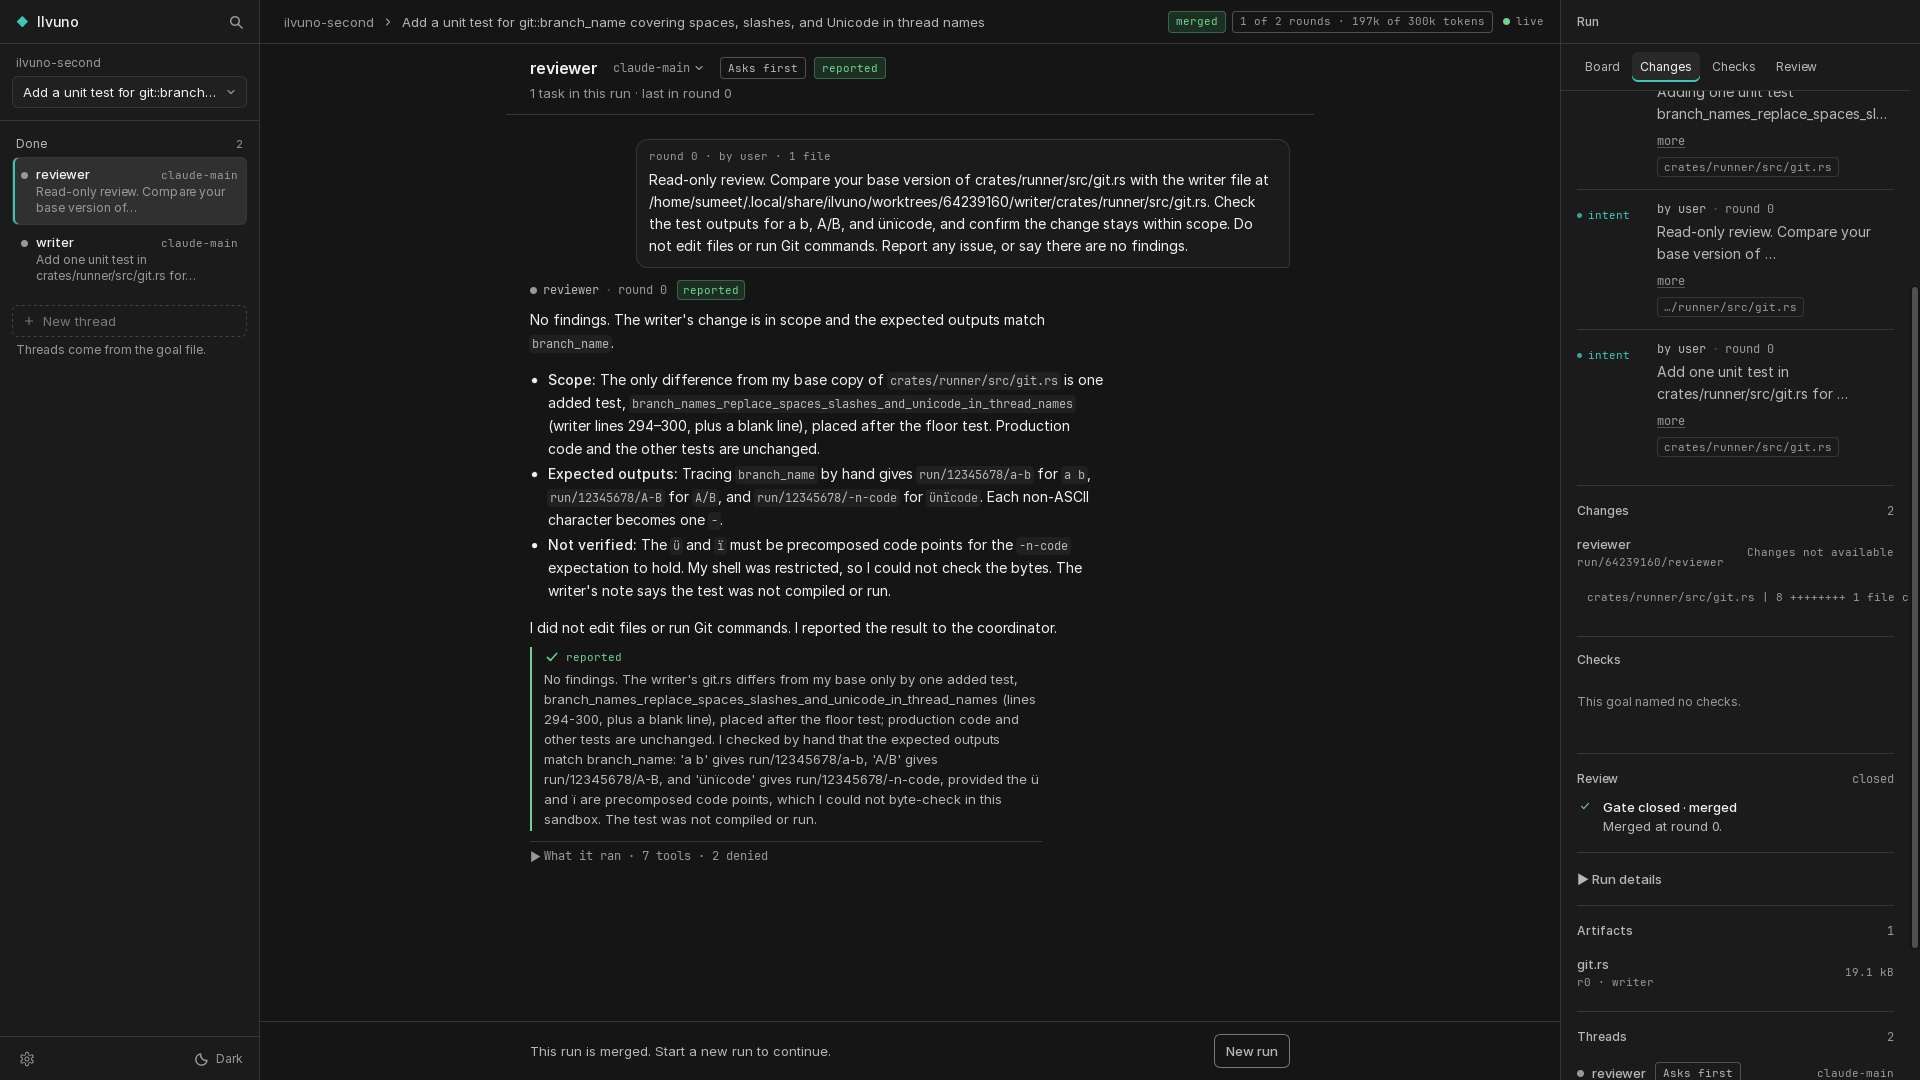 Ilvuno
ilvuno-second
Add a unit test for git::branch...
Done 2
reviewer claude-main
Read-only review. Compare your
base version of...
writer claude-main
Add one unit test in
crates/runner/src/git.rs for...
+ New thread
Threads come from the goal file.
Dark
ilvuno-second > Add a unit test for git::branch_name covering spaces, slashes, and Unicode in thread names
merged 1 of 2 rounds · 197k of 300k tokens live
reviewer claude-main Asks first reported
1 task in this run · last in round 0
round 0 · by user · 1 file
Read-only review. Compare your base version of crates/runner/src/git.rs with the writer file at
/home/sumeet/.local/share/ilvuno/worktrees/64239160/writer/crates/runner/src/git.rs. Check
the test outputs for a b, A/B, and ünïcode, and confirm the change stays within scope. Do
not edit files or run Git commands. Report any issue, or say there are no findings.
reviewer · round 0 reported
No findings. The writer's change is in scope and the expected outputs match
branch_name.
• Scope: The only difference from my base copy of crates/runner/src/git.rs is one
added test, branch_names_replace_spaces_slashes_and_unicode_in_thread_names
(writer lines 294–300, plus a blank line), placed after the floor test. Production
code and the other tests are unchanged.
• Expected outputs: Tracing branch_name by hand gives run/12345678/a-b for a b,
run/12345678/A-B for A/B, and run/12345678/-n-code for ünïcode. Each non-ASCII
character becomes one -.
• Not verified: The ü and ï must be precomposed code points for the -n-code
expectation to hold. My shell was restricted, so I could not check the bytes. The
writer's note says the test was not compiled or run.
I did not edit files or run Git commands. I reported the result to the coordinator.
reported
No findings. The writer's git.rs differs from my base only by one added test,
branch_names_replace_spaces_slashes_and_unicode_in_thread_names (lines
294-300, plus a blank line), placed after the floor test; production code and
other tests are unchanged. I checked by hand that the expected outputs
match branch_name: 'a b' gives run/12345678/a-b, 'A/B' gives
run/12345678/A-B, and 'ünïcode' gives run/12345678/-n-code, provided the ü
and ï are precomposed code points, which I could not byte-check in this
sandbox. The test was not compiled or run.
What it ran · 7 tools · 2 denied
This run is merged. Start a new run to continue. New run
Run
Board Changes Checks Review
Adding one unit test
branch_names_replace_spaces_sl...
more
crates/runner/src/git.rs
intent by user · round 0
Read-only review. Compare your
base version of ...
more
…/runner/src/git.rs
intent by user · round 0
Add one unit test in
crates/runner/src/git.rs for ...
more
crates/runner/src/git.rs
Changes 2
reviewer
run/64239160/reviewer Changes not available
crates/runner/src/git.rs | 8 ++++++++ 1 file c
Checks
This goal named no checks.
Review closed
Gate closed · merged
Merged at round 0.
Run details
Artifacts 1
git.rs
r0 · writer 19.1 kB
Threads 2
reviewer Asks first claude-main